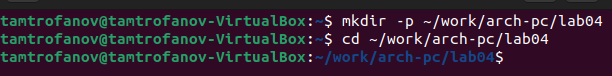 tamtrofanov@tamtrofanov-VirtualBox:~$ mkdir -p ~/work/arch-pc/lab04
tamtrofanov@tamtrofanov-VirtualBox:~$ cd ~/work/arch-pc/lab04
tamtrofanov@tamtrofanov-VirtualBox:~/work/arch-pc/lab04$